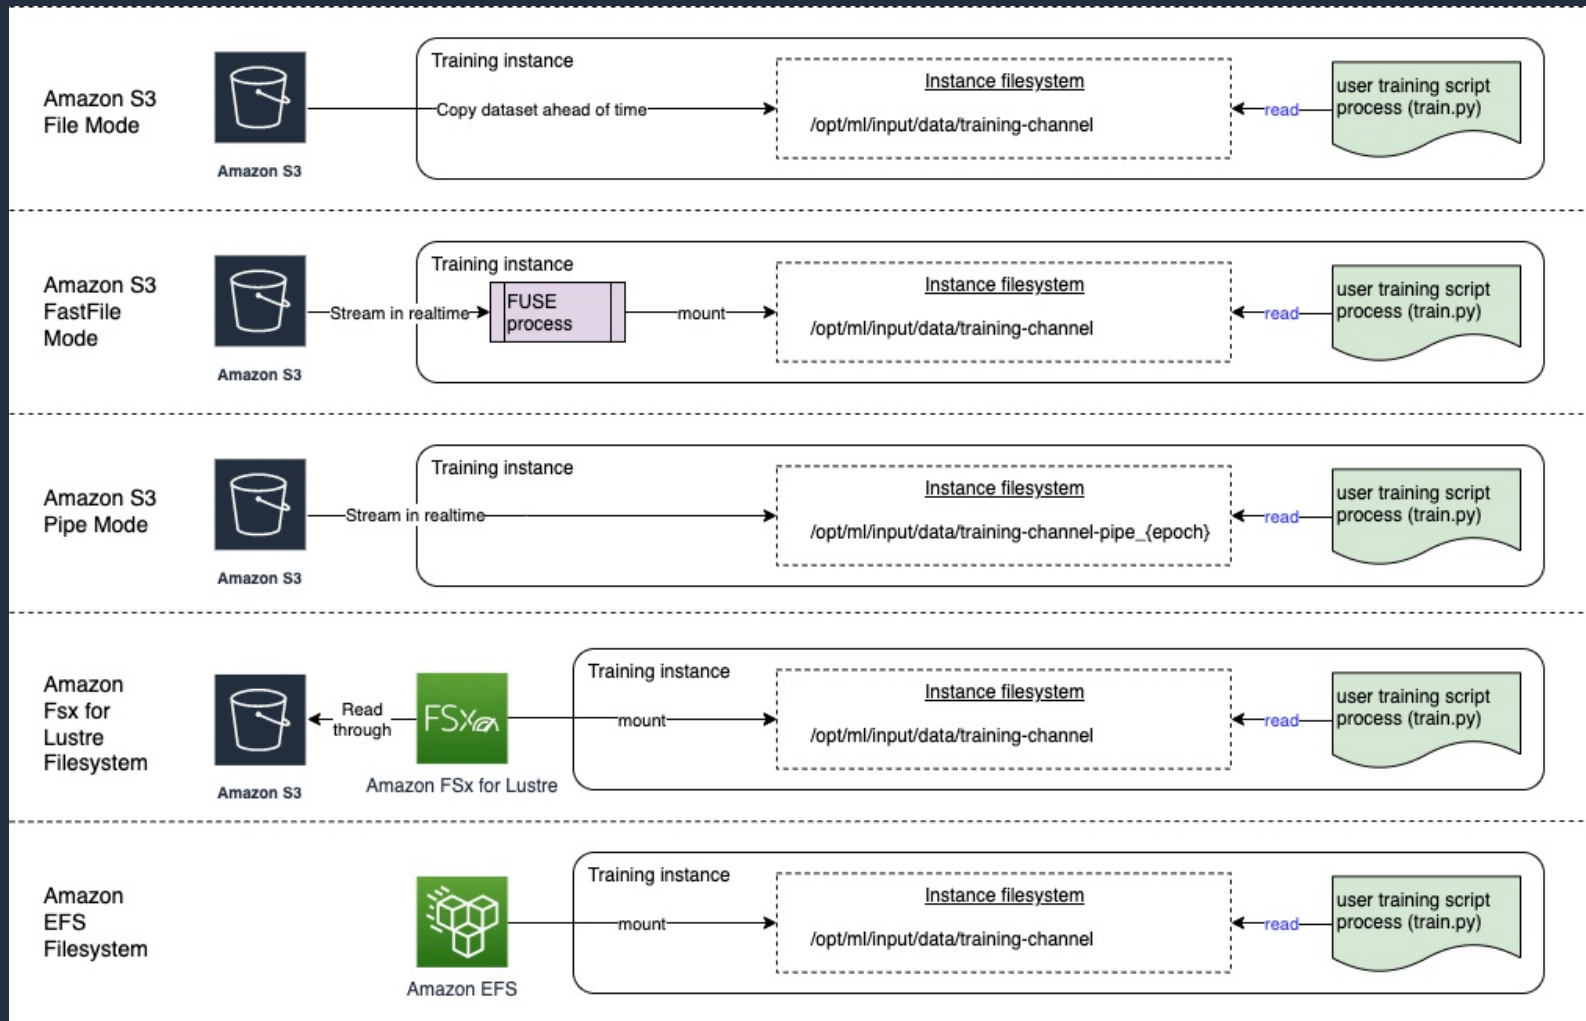 Amazon S3
File Mode
Amazon S3
Training instance
Copy dataset ahead of time
Instance filesystem
/opt/ml/input/data/training-channel
read
user training script
process (train.py)
Amazon S3
FastFile
Mode
Amazon S3
Training instance
Stream in realtime
FUSE
process
mount
Instance filesystem
/opt/ml/input/data/training-channel
read
user training script
process (train.py)
Amazon S3
Pipe Mode
Amazon S3
Training instance
Stream in realtime
Instance filesystem
/opt/ml/input/data/training-channel-pipe_{epoch}
read
user training script
process (train.py)
Amazon
Fsx for
Lustre
Filesystem
Amazon S3
Read
through
FSx
Amazon FSx for Lustre
Training instance
mount
Instance filesystem
/opt/ml/input/data/training-channel
read
user training script
process (train.py)
Amazon
EFS
Filesystem
Amazon EFS
Training instance
mount
Instance filesystem
/opt/ml/input/data/training-channel
read
user training script
process (train.py)